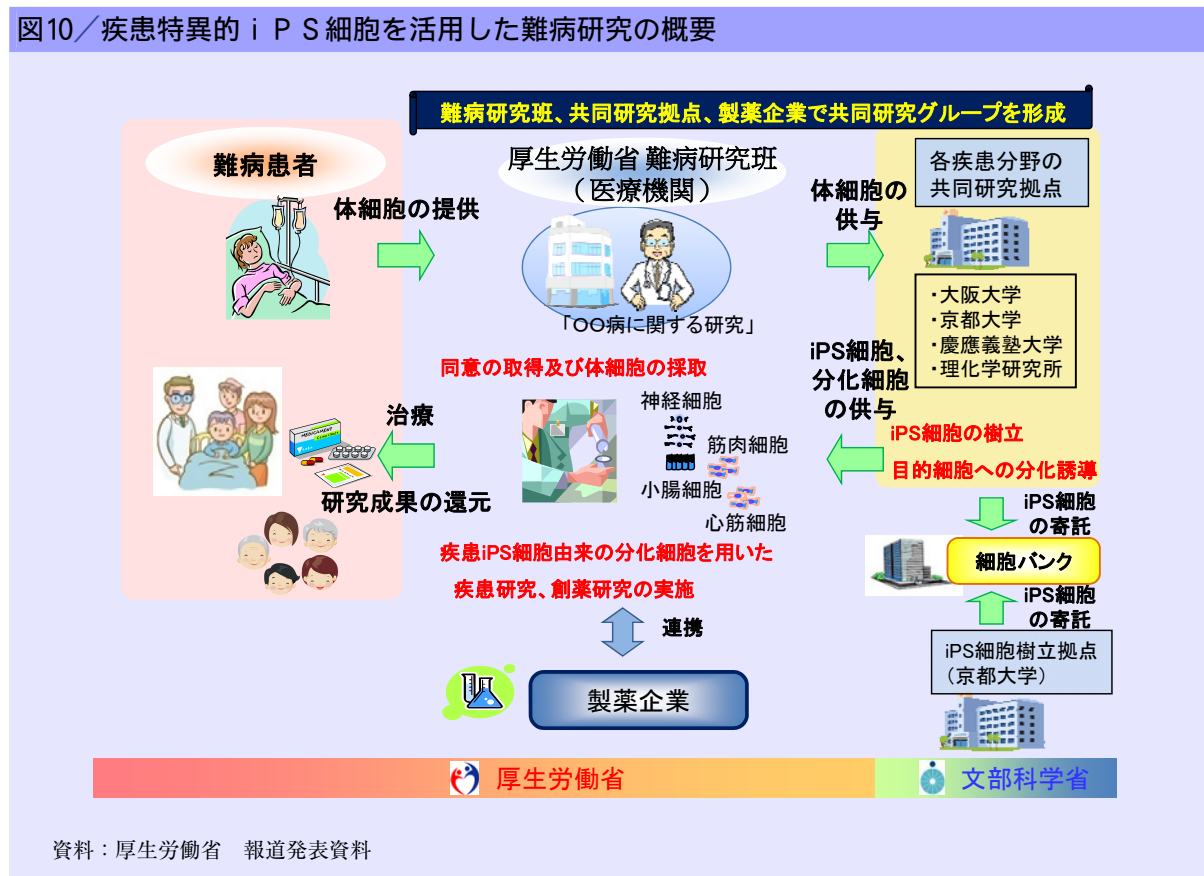 図10／疾患特異的ｉＰＳ細胞を活用した難病研究の概要
難病研究班、共同研究拠点、製薬企業で共同研究グループを形成
難病患者
体細胞の提供
厚生労働省 難病研究班
（医療機関）
「〇〇病に関する研究」
同意の取得及び体細胞の採取
体細胞の
供与
各疾患分野の
共同研究拠点
・大阪大学
・京都大学
・慶應義塾大学
・理化学研究所
iPS細胞、
分化細胞
の供与
iPS細胞の樹立
目的細胞への分化誘導
神経細胞
筋肉細胞
小腸細胞
心筋細胞
治療
MEDICAMENT
研究成果の還元
疾患iPS細胞由来の分化細胞を用いた
疾患研究、創薬研究の実施
連携
製薬企業
iPS細胞
の寄託
細胞バンク
iPS細胞
の寄託
iPS細胞樹立拠点
（京都大学）
厚生労働省
文部科学省
資料：厚生労働省　報道発表資料